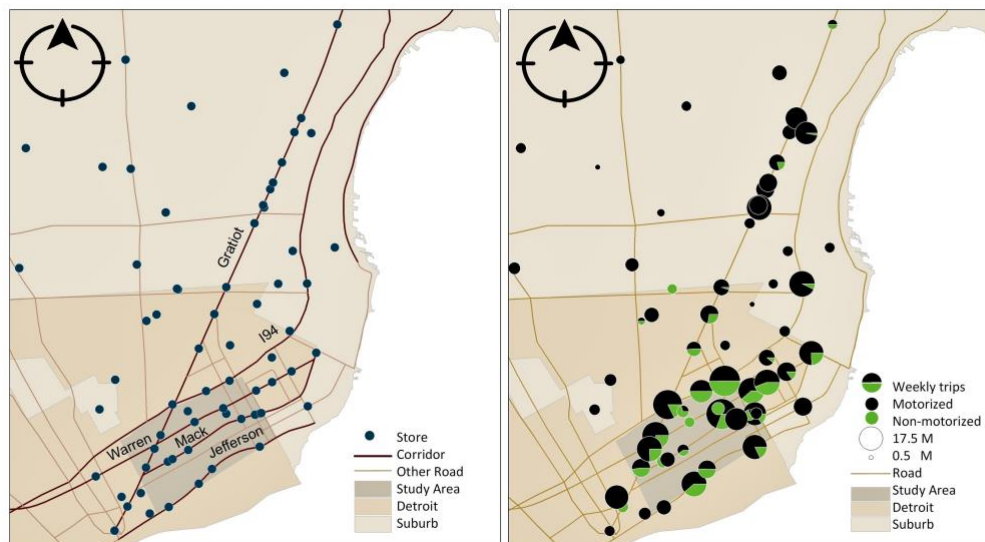 Gratiot
I94
Warren
Mack
Jefferson
Store
Corridor
Other Road
Study Area
Detroit
Suburb
Weekly trips
Motorized
Non-motorized
17.5 M
0.5 M
Road
Study Area
Detroit
Suburb